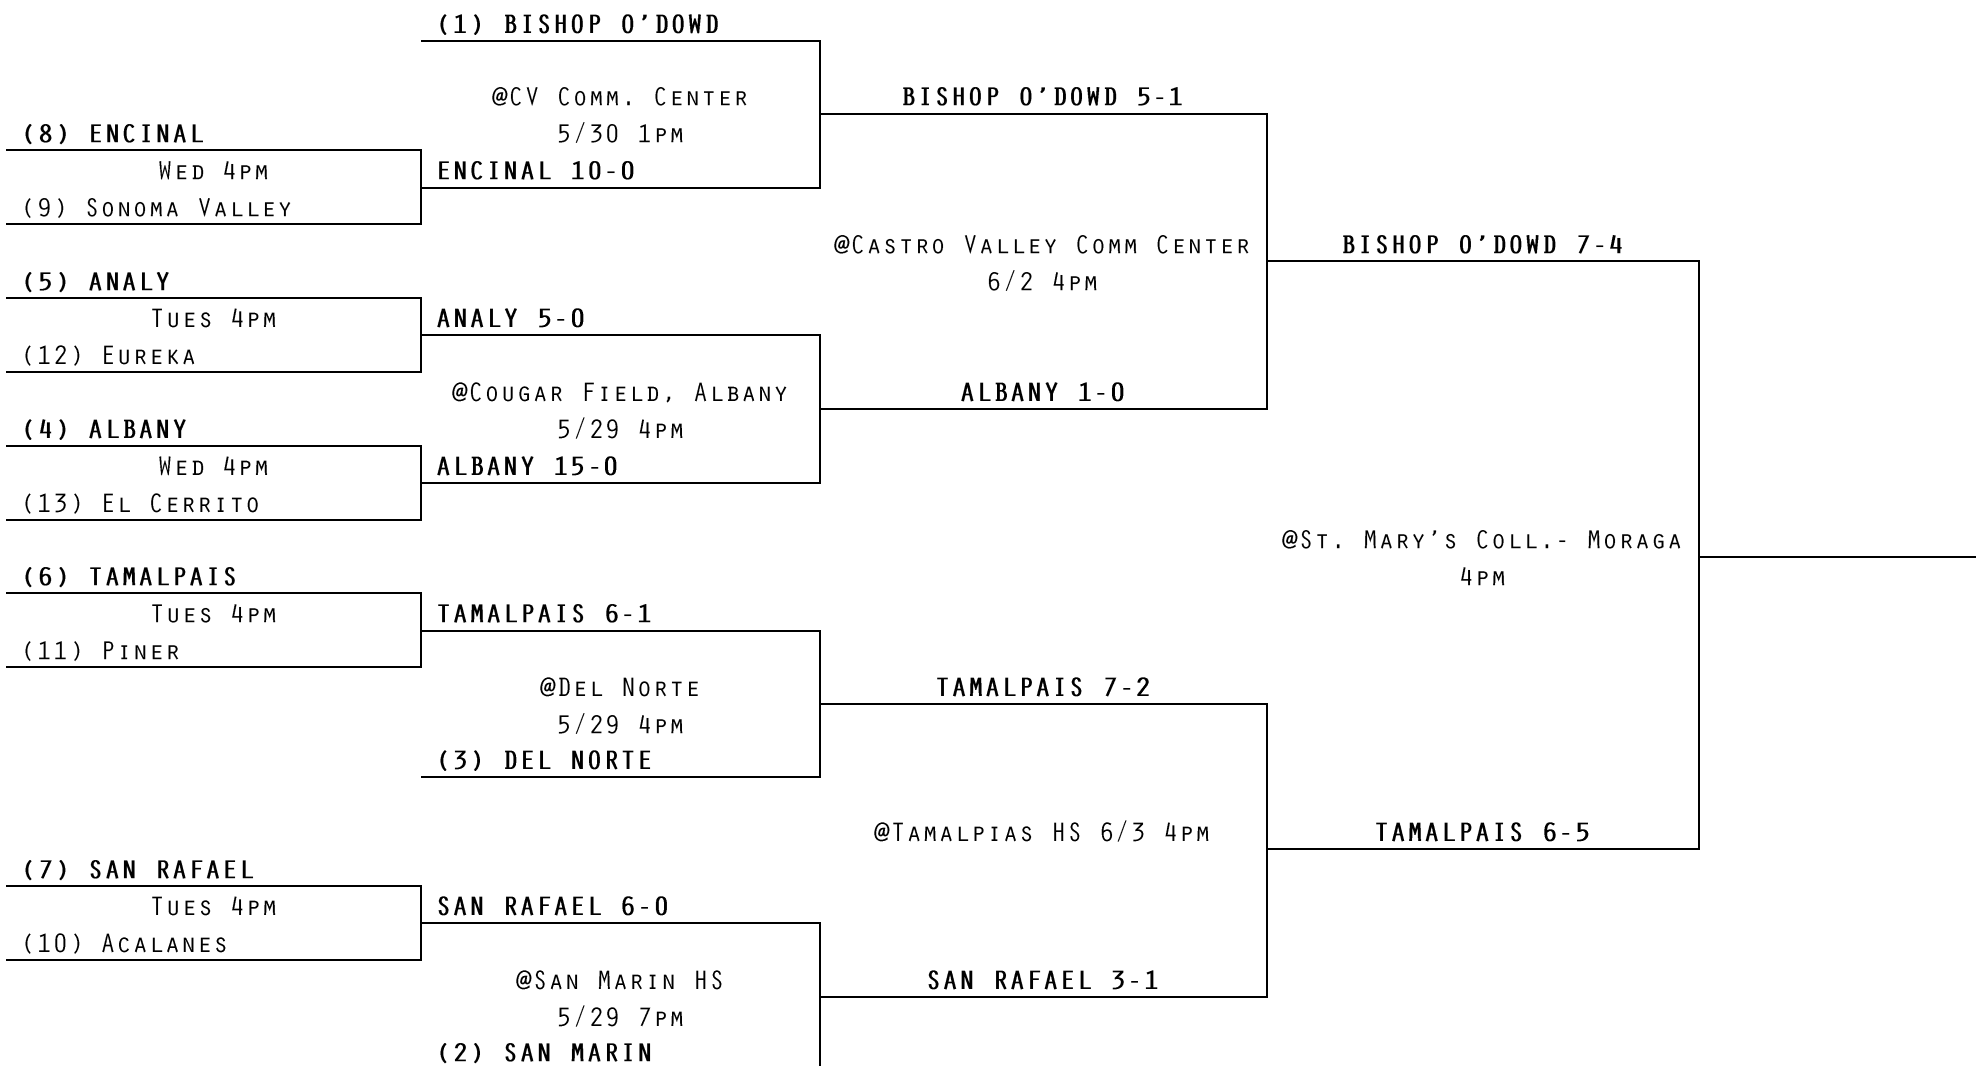 (1) BISHOP O’DOWD
@CV COMM. CENTER
5/30 1PM
ENCINAL 10-0
(8) ENCINAL
WED 4PM
(9) SONOMA VALLEY
BISHOP O’DOWD 5-1
(5) ANALY
TUES 4PM
(12) EUREKA
ANALY 5-0
@COUGAR FIELD, ALBANY
5/29 4PM
ALBANY 15-0
(4) ALBANY
WED 4PM
(13) EL CERRITO
@CASTRO VALLEY COMM CENTER
6/2 4PM
ALBANY 1-0
BISHOP O’DOWD 7-4
@ST. MARY’S COLL.- MORAGA
4PM
(6) TAMALPAIS
TUES 4PM
(11) PINER
TAMALPAIS 6-1
@DEL NORTE
5/29 4PM
(3) DEL NORTE
TAMALPAIS 7-2
@TAMALPIAS HS 6/3 4PM
TAMALPAIS 6-5
(7) SAN RAFAEL
TUES 4PM
(10) ACALANES
SAN RAFAEL 6-0
@SAN MARIN HS
5/29 7PM
(2) SAN MARIN
SAN RAFAEL 3-1